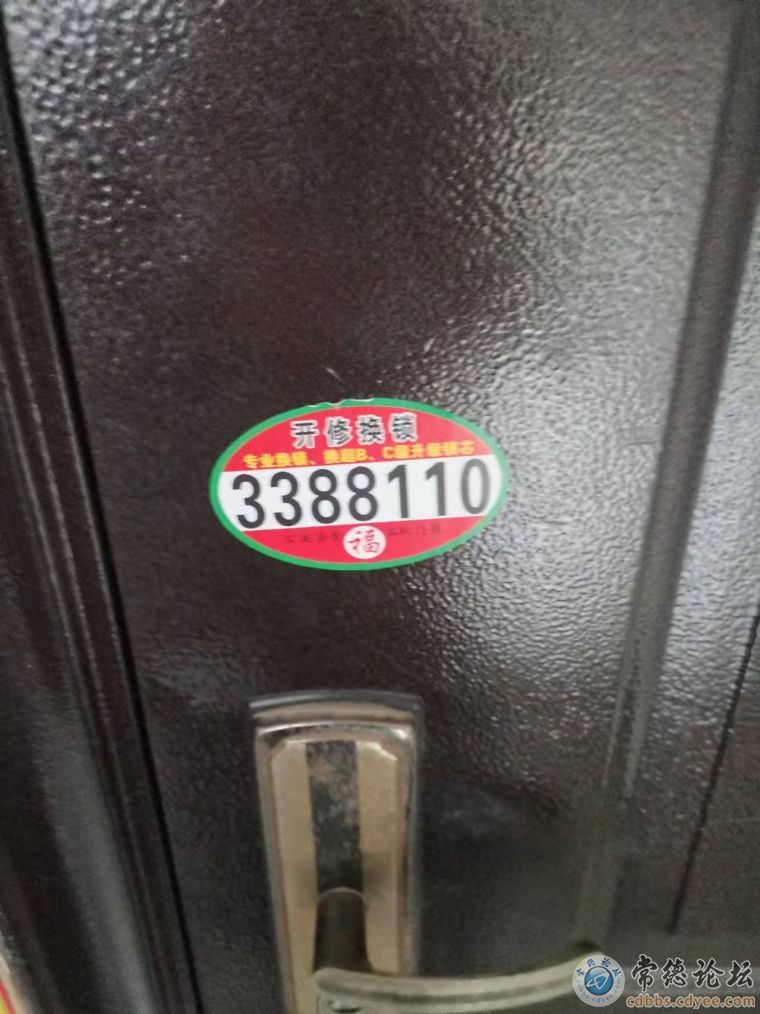 开修换锁
专业换锁、换超B、C级升级锁芯
3388110
福
常德论坛
cdbbs.cdyee.com